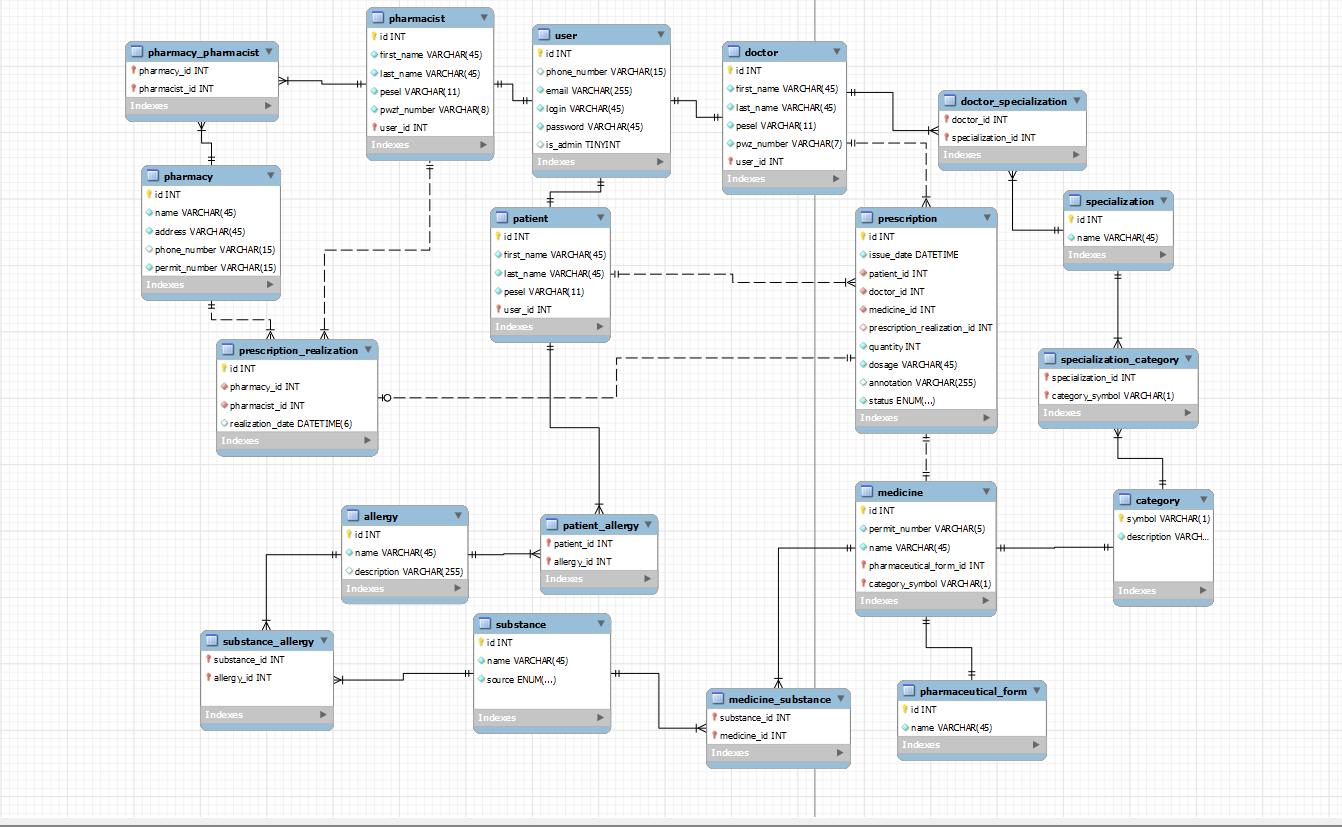 pharmacist
id INT
first_name VARCHAR(45)
last_name VARCHAR(45)
pesel VARCHAR(11)
pwzf_number VARCHAR(8)
user_id INT
Indexes
user
id INT
phone_number VARCHAR(15)
email VARCHAR(255)
login VARCHAR(45)
password VARCHAR(45)
is_admin TINYINT
Indexes
pharmacy_pharmacist
pharmacy_id INT
pharmacist_id INT
Indexes
doctor
id INT
first_name VARCHAR(45)
last_name VARCHAR(45)
pesel VARCHAR(11)
pwz_number VARCHAR(7)
user_id INT
Indexes
doctor_specialization
doctor_id INT
specialization_id INT
Indexes
pharmacy
id INT
name VARCHAR(45)
address VARCHAR(45)
phone_number VARCHAR(15)
permit_number VARCHAR(15)
Indexes
specialization
id INT
name VARCHAR(45)
Indexes
patient
id INT
first_name VARCHAR(45)
last_name VARCHAR(45)
pesel VARCHAR(11)
user_id INT
Indexes
prescription
id INT
issue_date DATETIME
patient_id INT
doctor_id INT
medicine_id INT
prescription_realization_id INT
quantity INT
dosage VARCHAR(45)
annotation VARCHAR(255)
status ENUM(...)
Indexes
prescription_realization
id INT
pharmacy_id INT
pharmacist_id INT
realization_date DATETIME(6)
Indexes
specialization_category
specialization_id INT
category_symbol VARCHAR(1)
Indexes
medicine
id INT
permit_number VARCHAR(5)
name VARCHAR(45)
pharmaceutical_form_id INT
category_symbol VARCHAR(1)
Indexes
category
symbol VARCHAR(1)
description VARCH...
Indexes
allergy
id INT
name VARCHAR(45)
description VARCHAR(255)
Indexes
patient_allergy
patient_id INT
allergy_id INT
Indexes
substance_allergy
substance_id INT
allergy_id INT
Indexes
substance
id INT
name VARCHAR(45)
source ENUM(...)
Indexes
medicine_substance
substance_id INT
medicine_id INT
Indexes
pharmaceutical_form
id INT
name VARCHAR(45)
Indexes